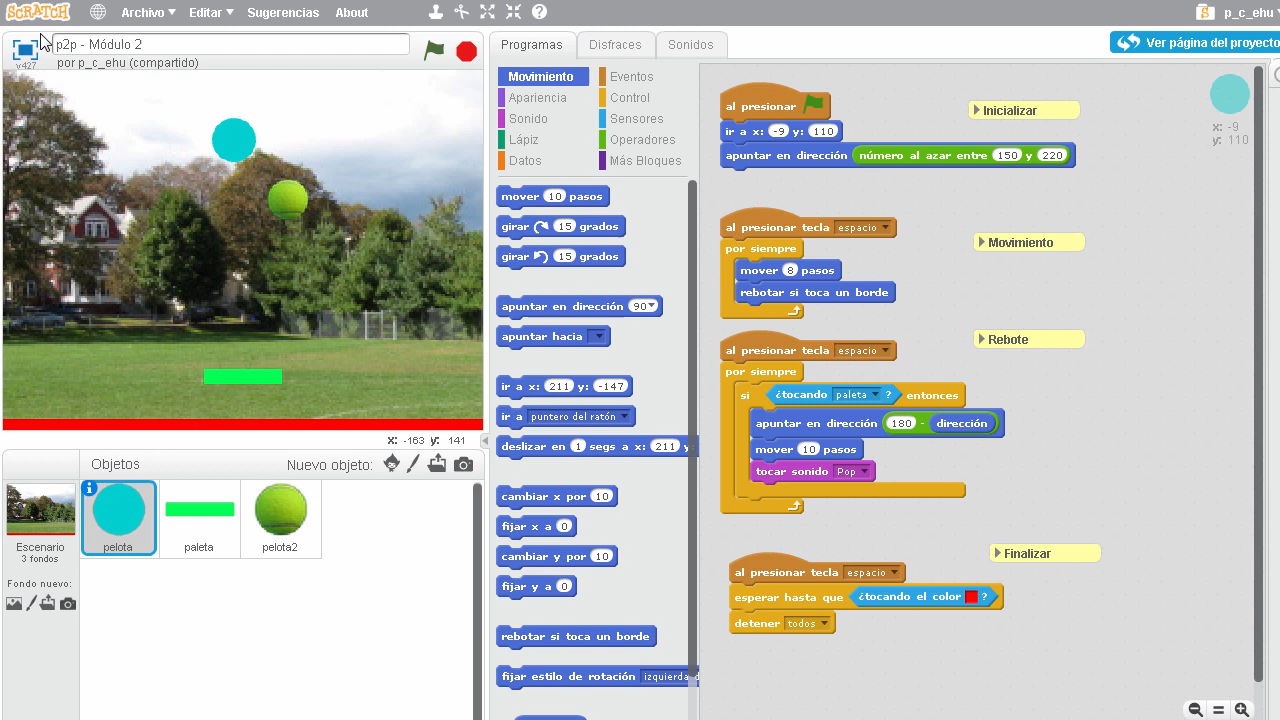 SCRATCH
Archivo Editar Sugerencias About
p_c_ehu
p2p - Módulo 2
por p_c_ehu (compartido)
v427
Programas Disfraces Sonidos
Ver página del proyecto
Movimiento
Apariencia
Sonido
Lápiz
Datos
Eventos
Control
Sensores
Operadores
Más Bloques
mover 10 pasos
girar 15 grados
girar 15 grados
apuntar en dirección 90
apuntar hacia
ir a x: 211 y: -147
ir a puntero del ratón
deslizar en 1 segs a x: 211 y
cambiar x por 10
fijar x a 0
cambiar y por 10
fijar y a 0
rebotar si toca un borde
fijar estilo de rotación
al presionar
ir a x: -9 y: 110
apuntar en dirección número al azar entre 150 y 220
Inicializar
x: -9
y: 110
al presionar tecla espacio
por siempre
mover 8 pasos
rebotar si toca un borde
Movimiento
al presionar tecla espacio
por siempre
si ¿tocando paleta ? entonces
apuntar en dirección 180 - dirección
mover 10 pasos
tocar sonido Pop
Rebote
al presionar tecla espacio
esperar hasta que ¿tocando el color ?
detener todos
Finalizar
x: -163 y: 141
Objetos Nuevo objeto:
Escenario
3 fondos
Fondo nuevo:
pelota
paleta
pelota2